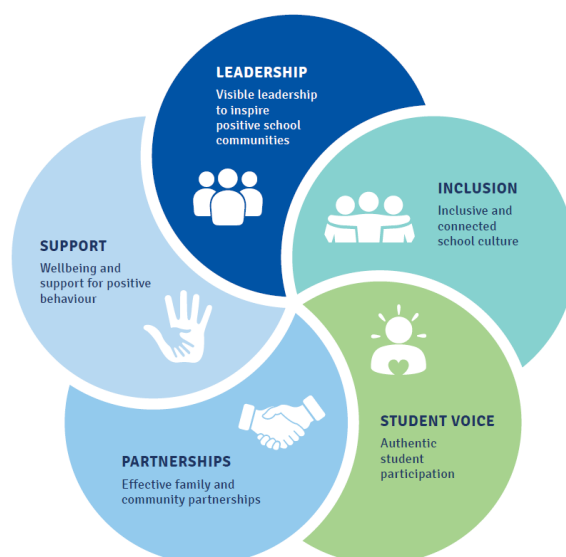 LEADERSHIP
Visible leadership
to inspire
positive school
communities
INCLUSION
Inclusive and
connected
school culture
STUDENT VOICE
Authentic
student
participation
PARTNERSHIPS
Effective family and
community partnerships
SUPPORT
Wellbeing and
support for positive
behaviour